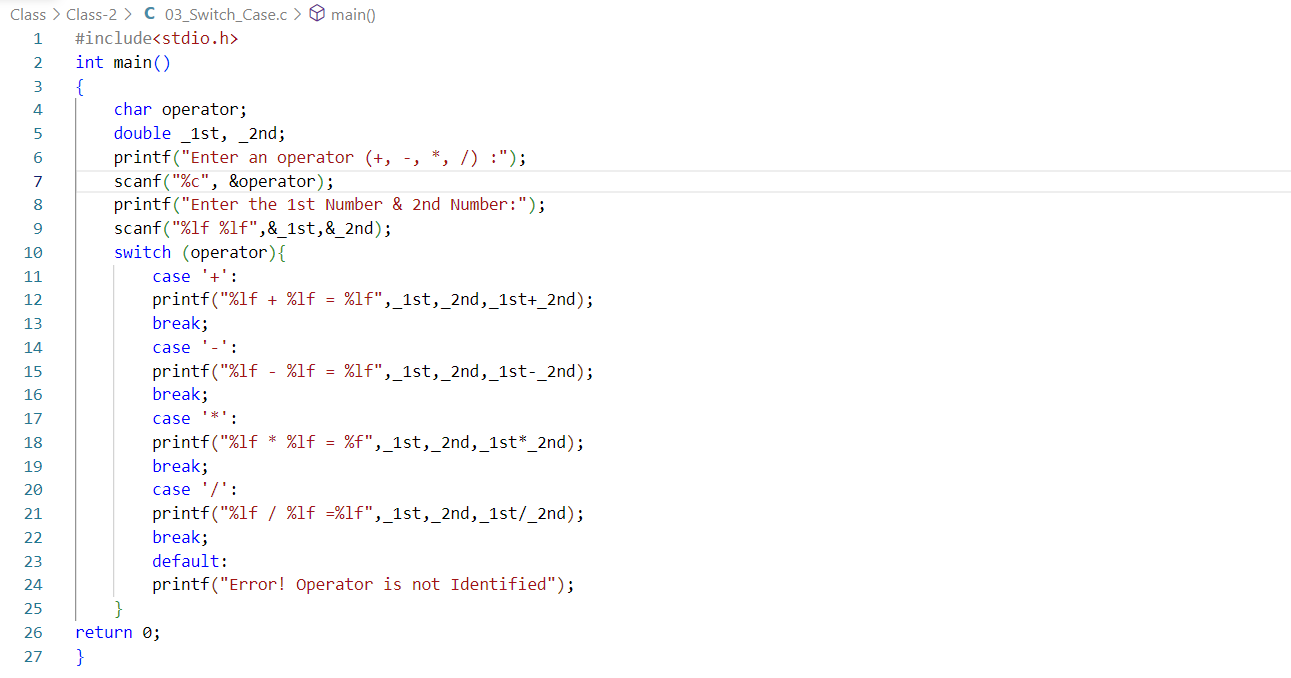 Class > Class-2 > C 03_Switch_Case.c > main()
1 #include<stdio.h>
2 int main()
3 {
4     char operator;
5     double _1st, _2nd;
6     printf("Enter an operator (+, -, *, /) :");
7     scanf("%c", &operator);
8     printf("Enter the 1st Number & 2nd Number:");
9     scanf("%lf %lf",&_1st,&_2nd);
10     switch (operator){
11         case '+':
12         printf("%lf + %lf = %lf",_1st,_2nd,_1st+_2nd);
13         break;
14         case '-':
15         printf("%lf - %lf = %lf",_1st,_2nd,_1st-_2nd);
16         break;
17         case '*':
18         printf("%lf * %lf = %f",_1st,_2nd,_1st*_2nd);
19         break;
20         case '/':
21         printf("%lf / %lf =%lf",_1st,_2nd,_1st/_2nd);
22         break;
23         default:
24         printf("Error! Operator is not Identified");
25     }
26 return 0;
27 }